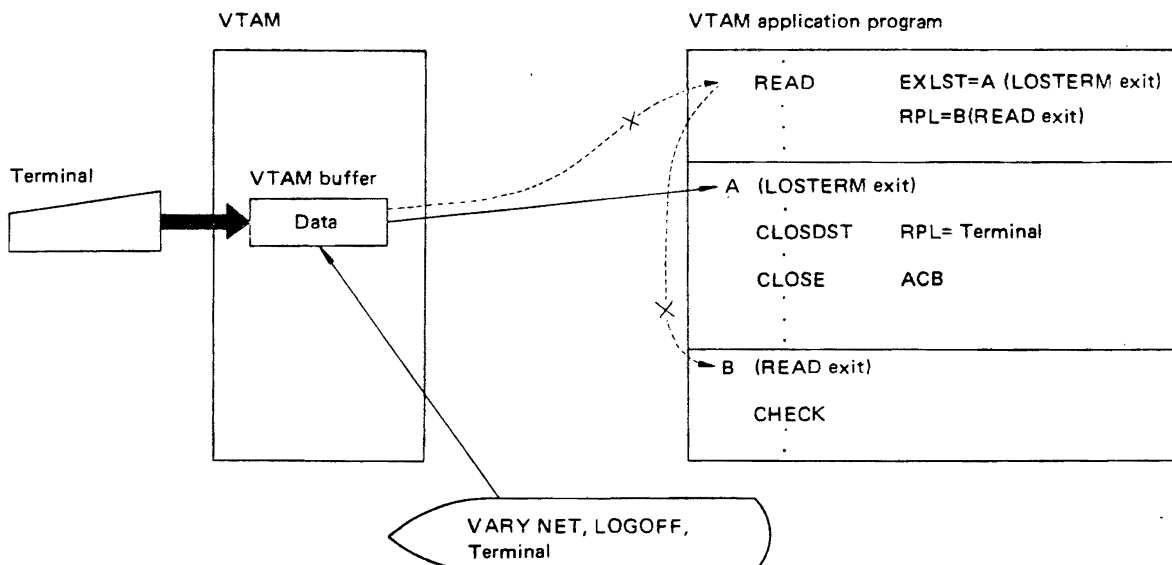 VTAM
VTAM application program
READ EXLST=A (LOSTERM exit)
RPL=B(READ exit)
Terminal
VTAM buffer
Data
A (LOSTERM exit)
CLOSDST RPL= Terminal
CLOSE ACB
B (READ exit)
CHECK
VARY NET, LOGOFF,
Terminal